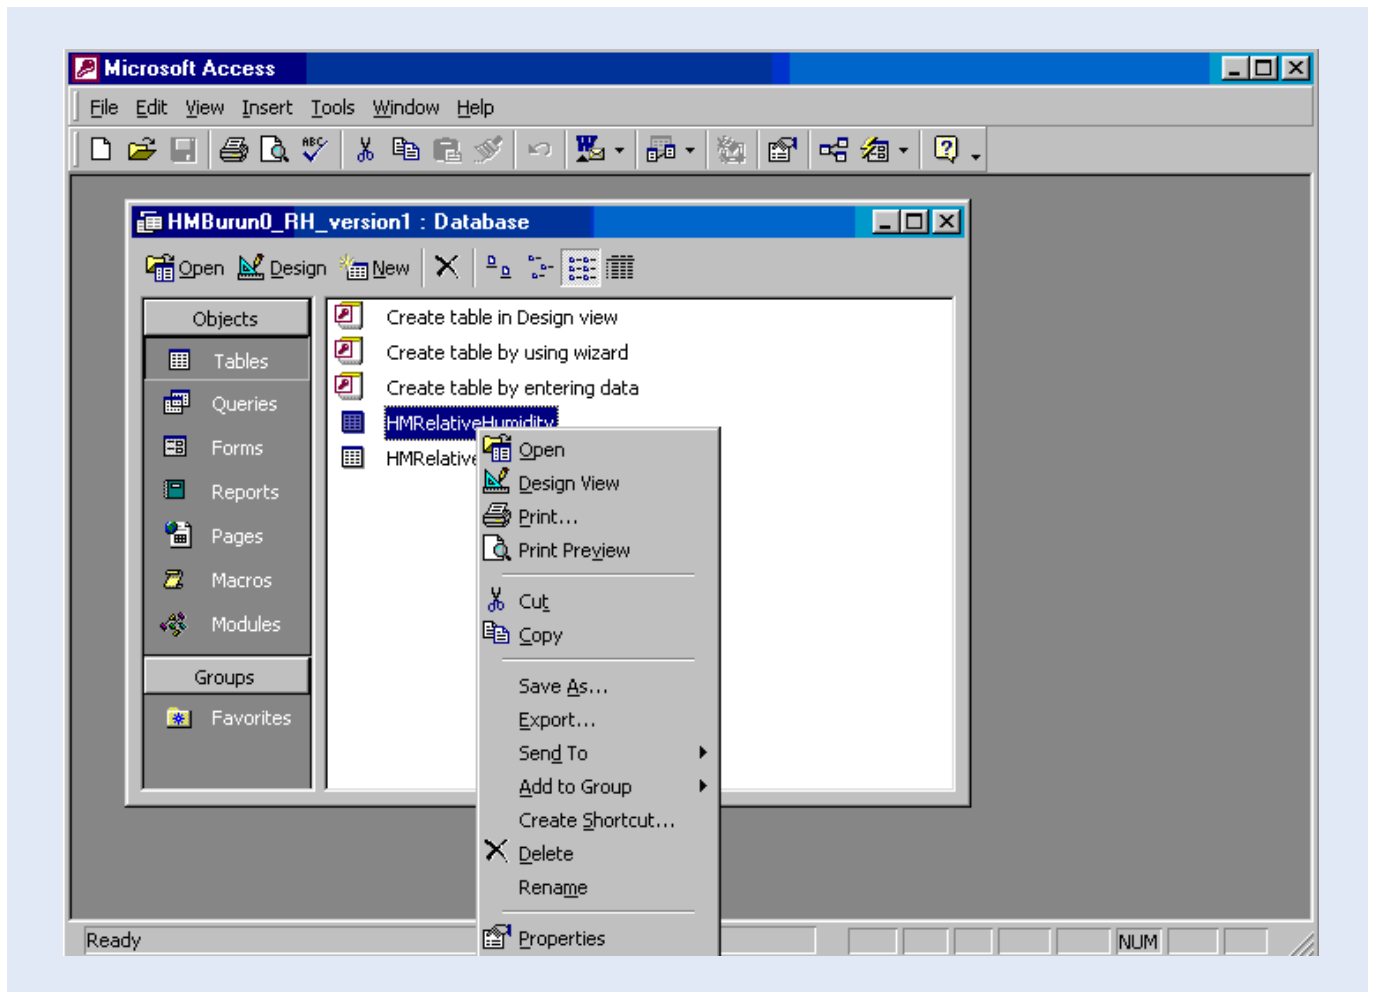 Microsoft Access
File Edit View Insert Tools Window Help
ABC
W
HMBurun0_RH_version1 : Database
Open Design New
Objects
Tables
Queries
Forms
Reports
Pages
Macros
Modules
Groups
Favorites
Create table in Design view
Create table by using wizard
Create table by entering data
HMRelativeHumidity
HMRelative
Open
Design View
Print...
Print Preview
Cut
Copy
Save As...
Export...
Send To
Add to Group
Create Shortcut...
Delete
Rename
Properties
Ready
NUM